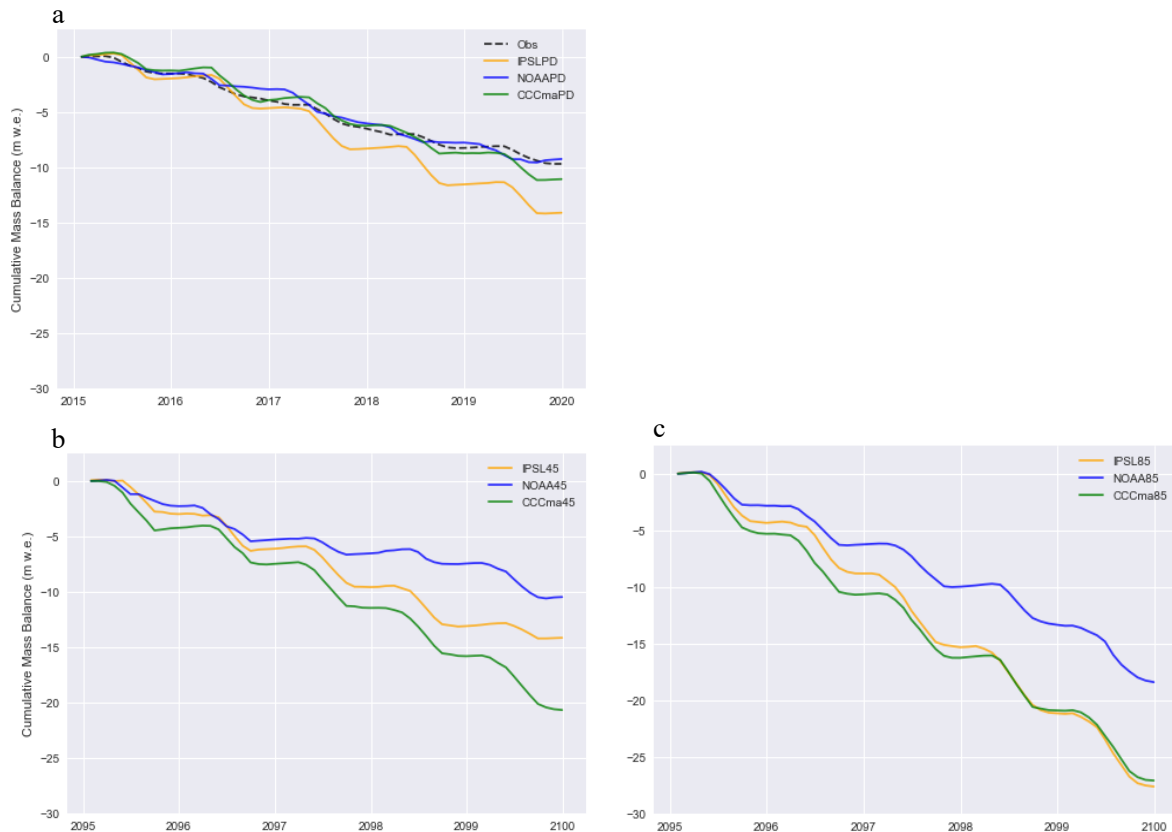 a
Cumulative Mass Balance (m w.e.)
0
−5
−10
−15
−20
−25
−30
2015 2016 2017 2018 2019 2020
Obs
IPSLPD
NOAAPD
CCCmaPD
b
Cumulative Mass Balance (m w.e.)
0
−5
−10
−15
−20
−25
−30
2095 2096 2097 2098 2099 2100
IPSL45
NOAA45
CCCma45
c
0
−5
−10
−15
−20
−25
−30
2095 2096 2097 2098 2099 2100
IPSL85
NOAA85
CCCma85